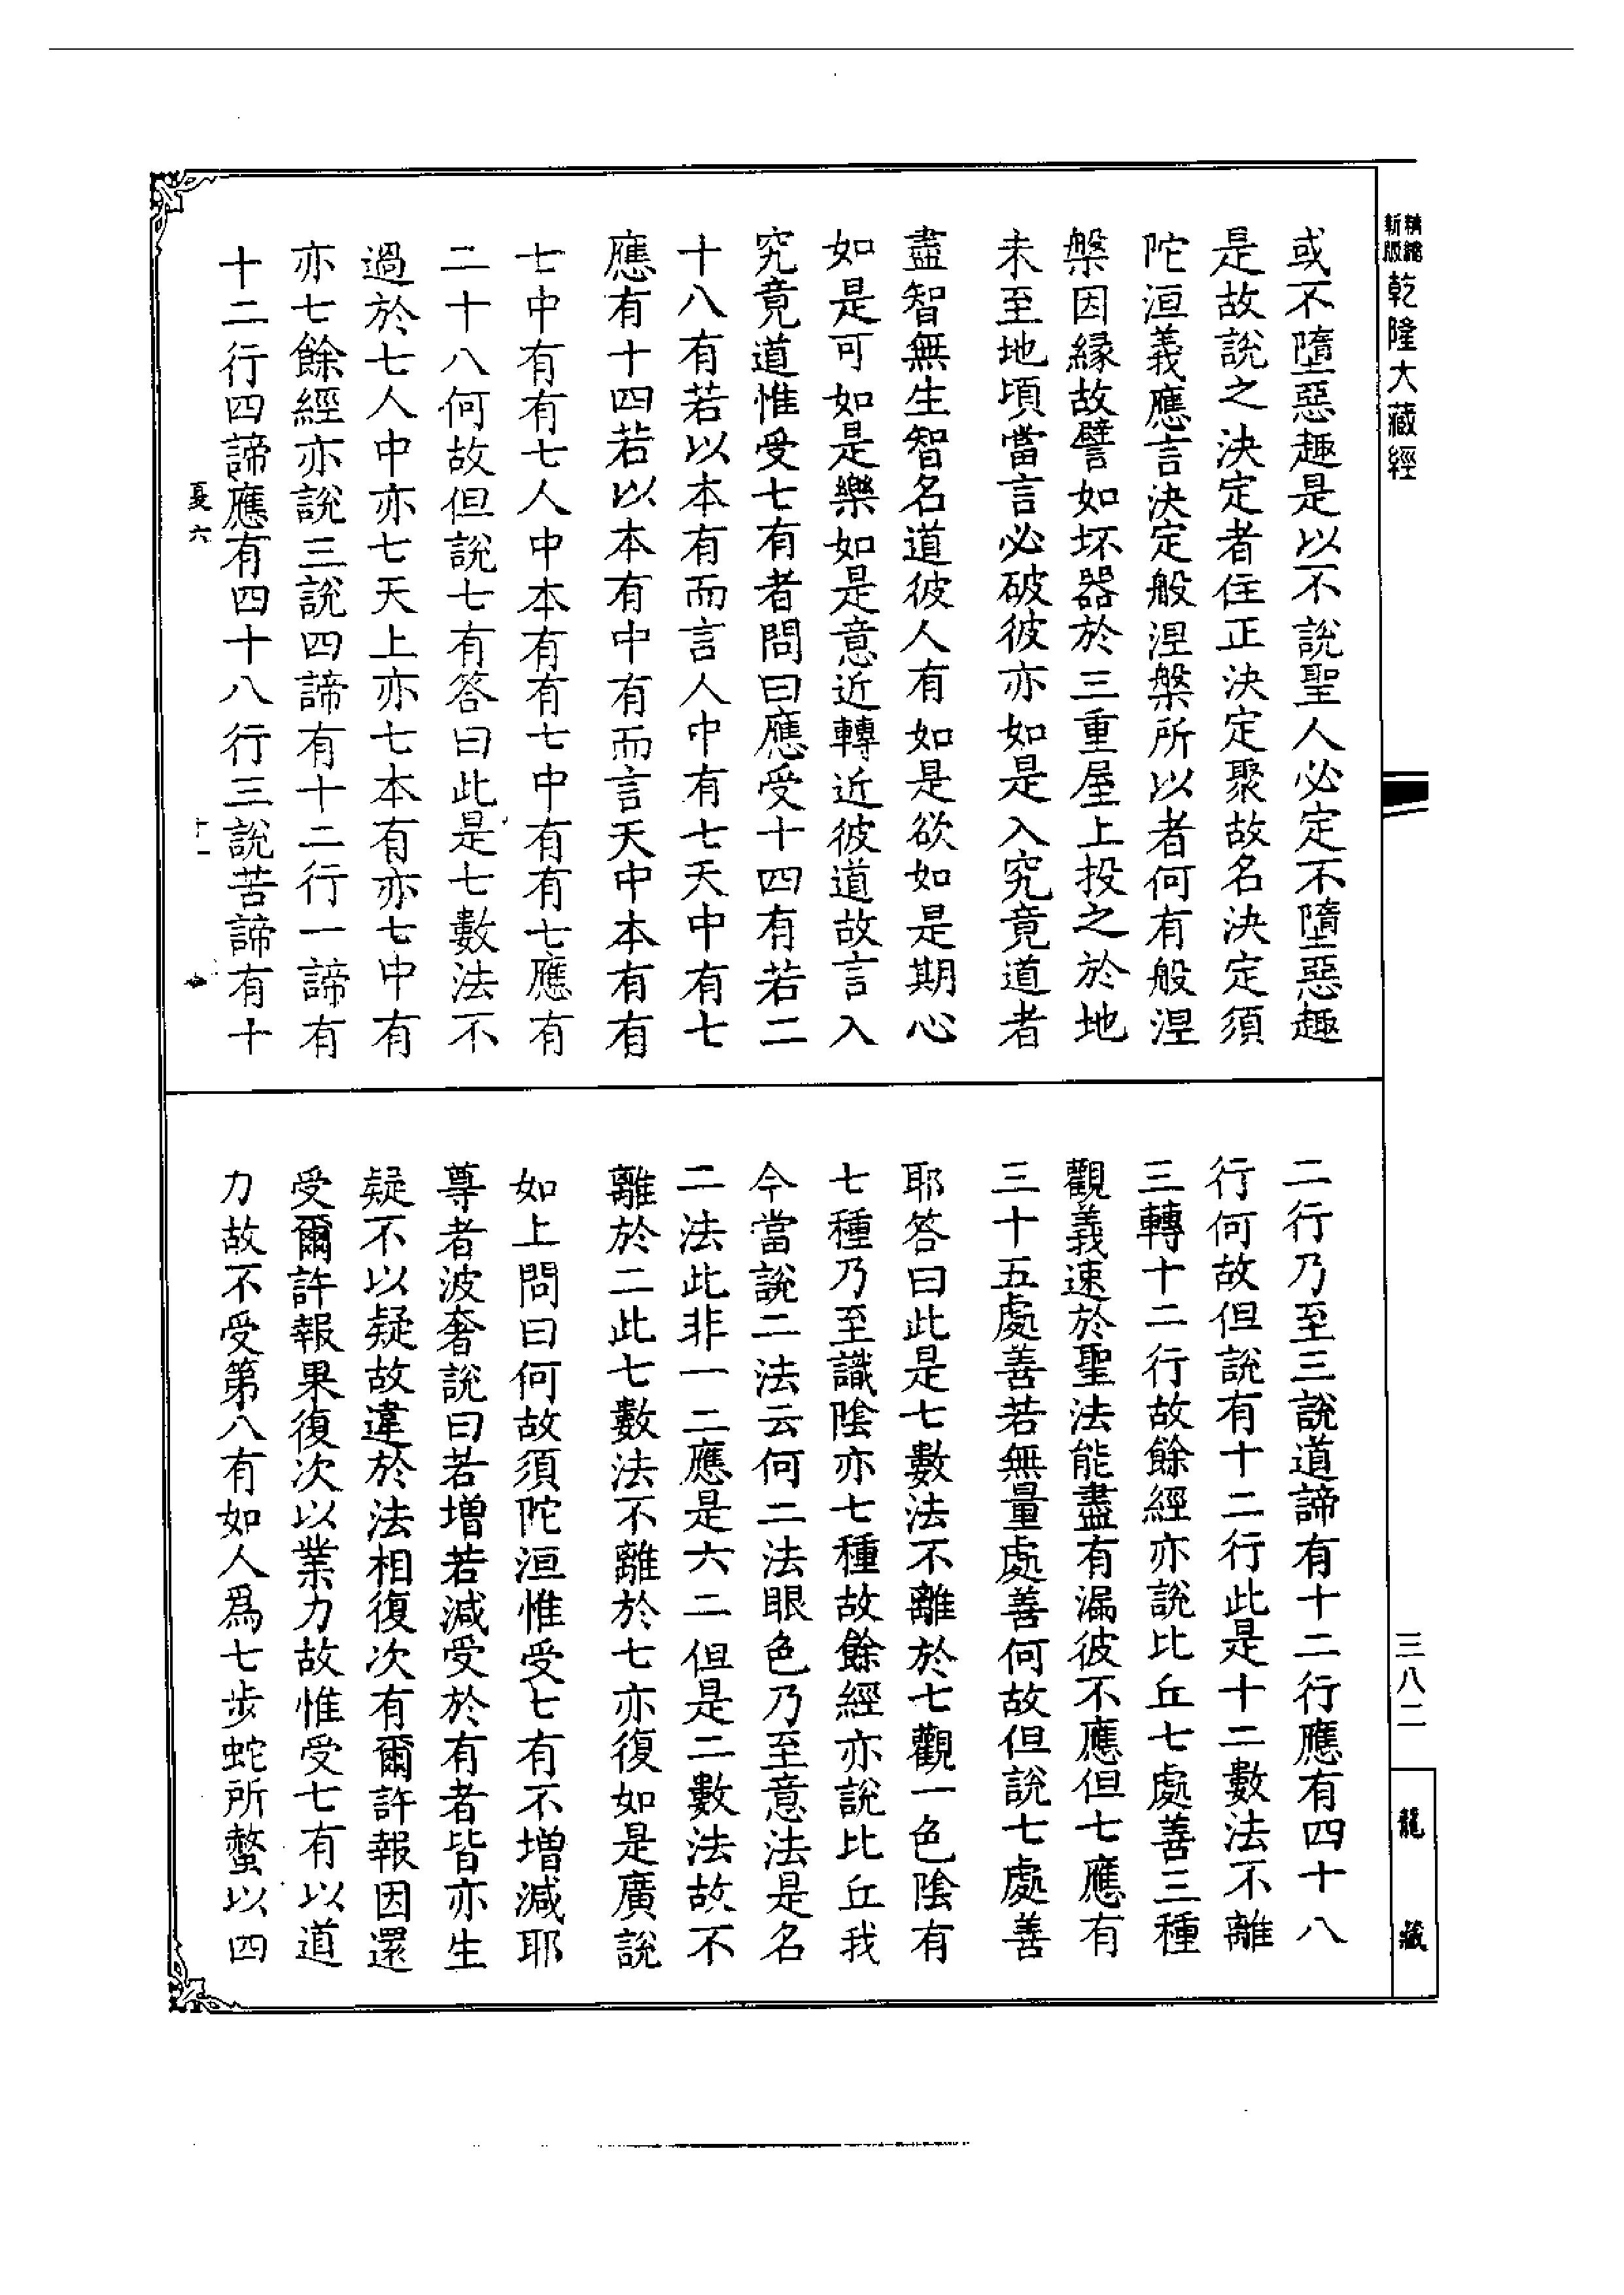 精縮
新版
乾隆大藏經
或不墮惡趣是以不說聖人必定不墮惡趣
是故說之決定者住正決定聚故名決定須
陀洹義應言決定般涅槃所以者何有般涅
槃因緣故譬如坏器於三重屋上投之於地
未至地頃當言必破彼亦如是入究竟道者
盡智無生智名道彼人有如是欲如是期心
如是可如是樂如是意近轉近彼道故言入
究竟道惟受七有者問曰應受十四有若二
十八有若以本有而言人中有七天中有七
應有十四若以本有中有而言天中本有有
七中有有七人中本有有七中有有七應有
二十八何故但說七有答曰此是七數法不
過於七人中亦七天上亦七本有亦七中有
亦七餘經亦說三說四諦有十二行一諦有
十二行四諦應有四十八行三說苦諦有十
夏六
十一
二行乃至三說道諦有十二行應有四十八
行何故但說有十二行此是十二數法不離
三轉十二行故餘經亦說比丘七處善三種
觀義速於聖法能盡有漏彼不應但七應有
三十五處善若無量處善何故但說七處善
耶答曰此是七數法不離於七觀一色陰有
七種乃至識陰亦七種故餘經亦說比丘我
今當說二法云何二法眼色乃至意法是名
二法此非一二應是六二但是二數法故不
離於二此七數法不離於七亦復如是廣說
如上問曰何故須陀洹惟受七有不增減耶
尊者波奢說曰若增若減受於有者皆亦生
疑不以疑故違於法相復次有爾許報因還
受爾許報果復次以業力故惟受七有以道
力故不受第八有如人為七步蛇所螫以四
三八二
龍藏